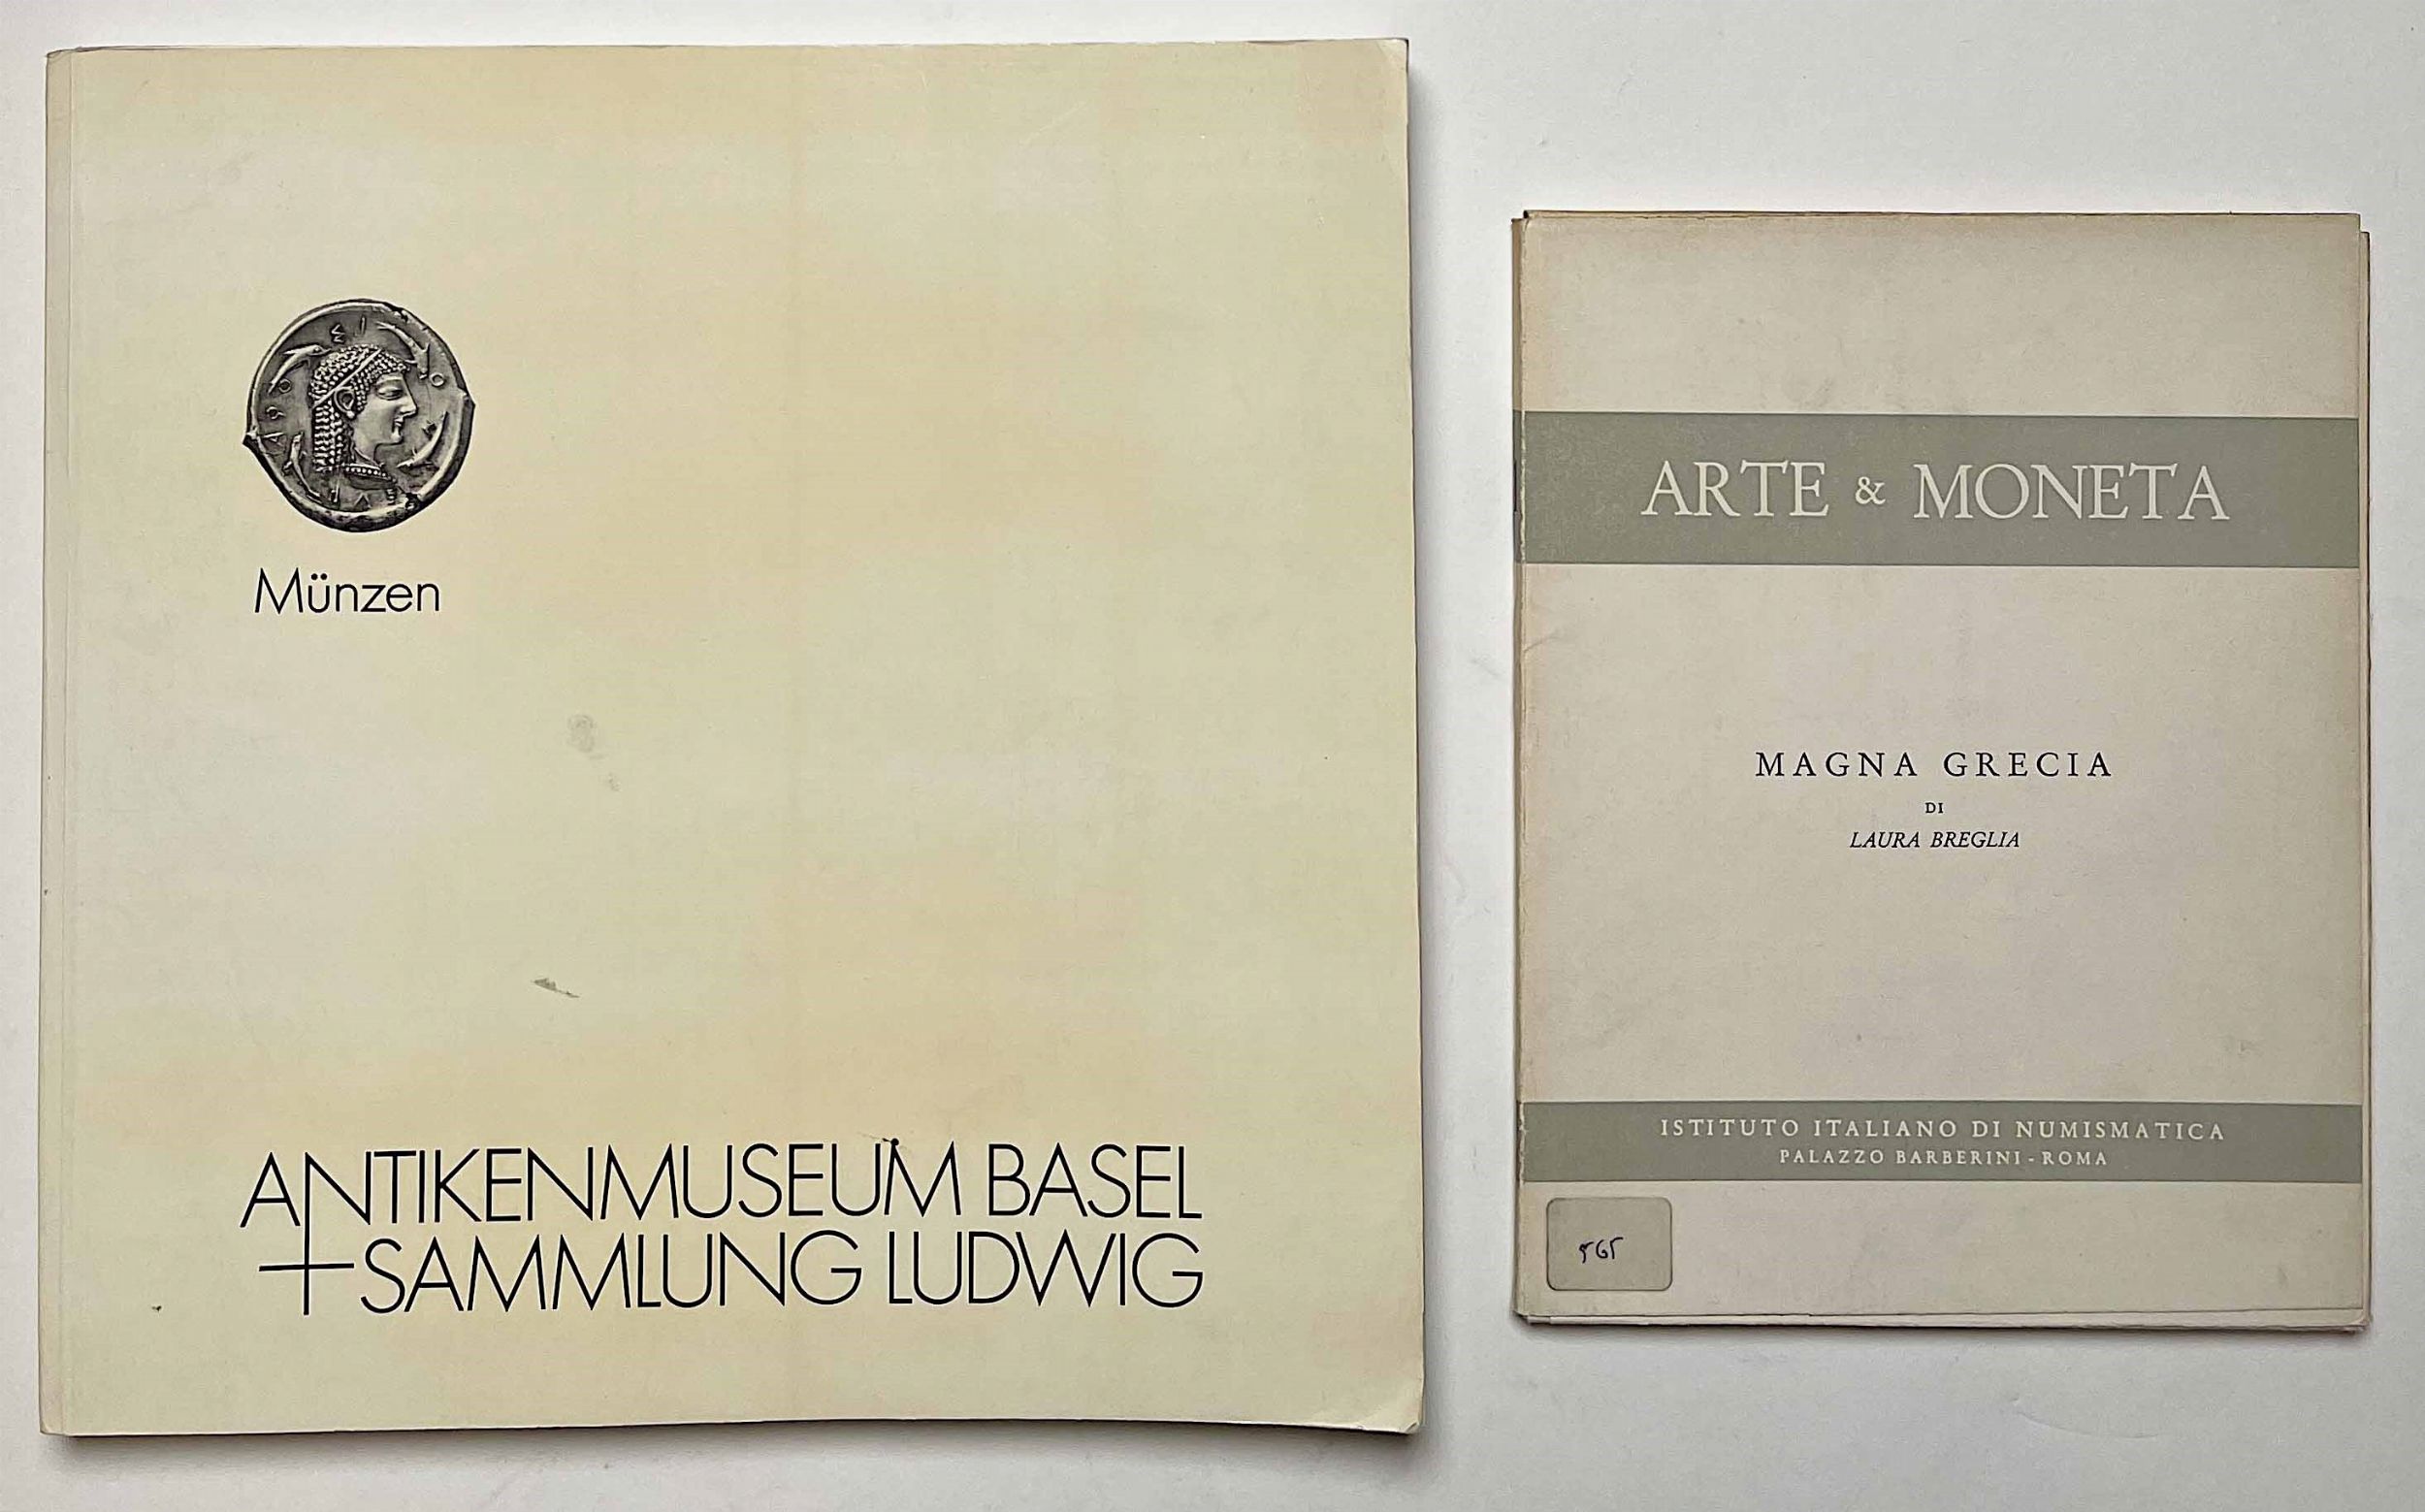 Münzen
ANTIKENMUSEUM BASEL
+SAMMLUNG LUDWIG
ARTE & MONETA
MAGNA GRECIA
DI
LAURA BREGLIA
ISTITUTO ITALIANO DI NUMISMATICA
PALAZZO BARBERINI - ROMA